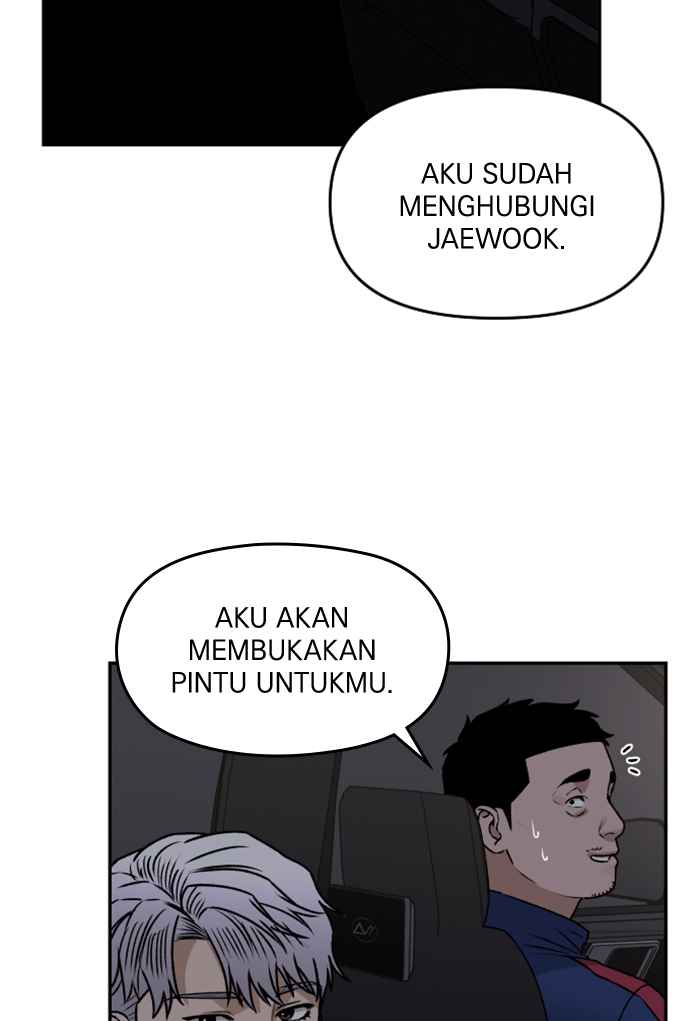 AKU SUDAH
MENGHUBUNGI
JAEWOOK.
AKU AKAN
MEMBUKAKAN
PINTU UNTUKMU.